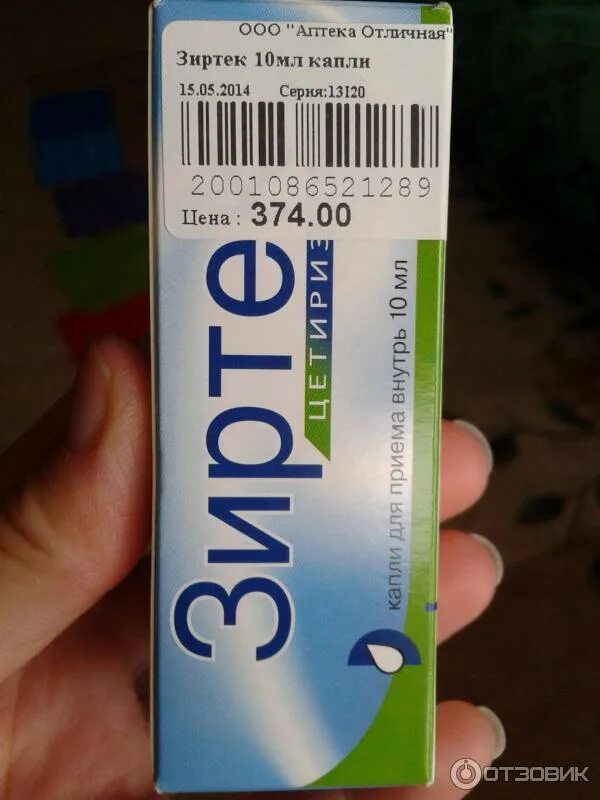 ООО "Аптека Отличная"
Зиртек 10мл капли
15.05.2014 Серия:13I20
2001086521289
Цена : 374.00
Зирте
ЦЕТИРИЗ
капли для приема внутрь 10 мл
ОТЗОВИК